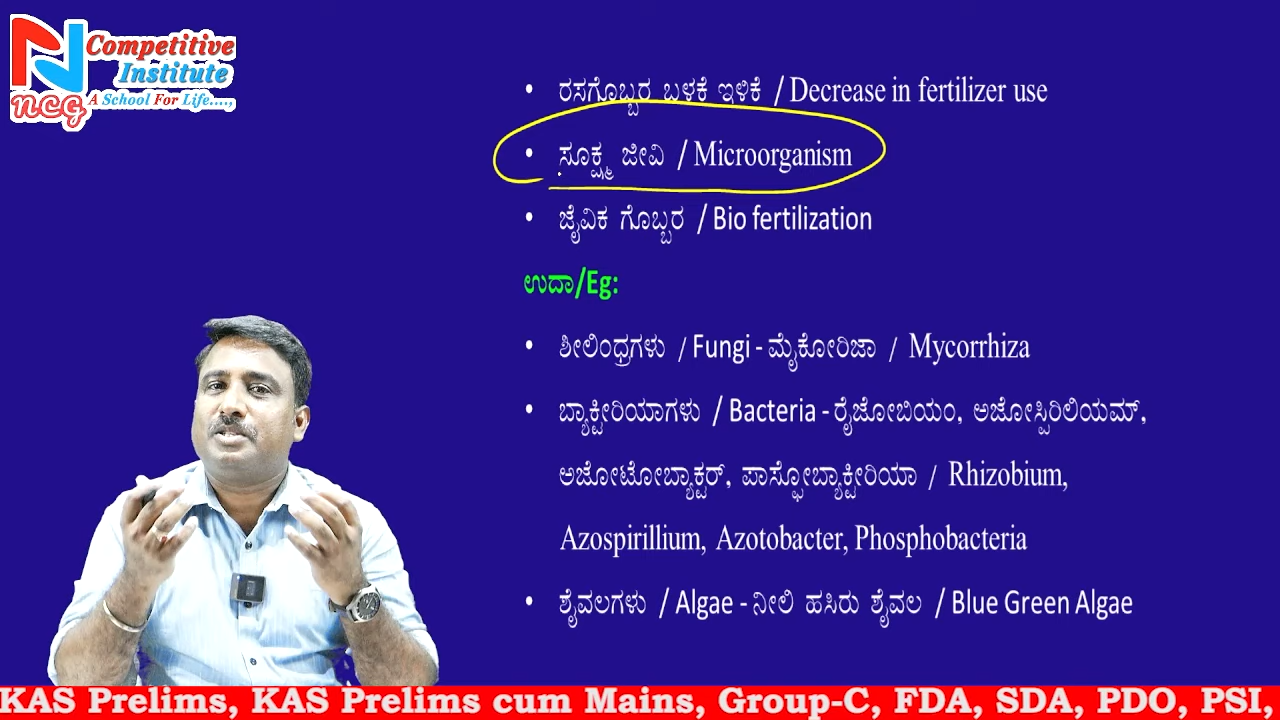 Competitive
Institute
NCG A School For Life....,
• ರಸಗೊಬ್ಬರ ಬಳಕೆ ಇಳಿಕೆ / Decrease in fertilizer use
• ಸೂಕ್ಷ್ಮ ಜೀವಿ / Microorganism
• ಜೈವಿಕ ಗೊಬ್ಬರ / Bio fertilization
ಉದಾ/Eg:
• ಶೀಲಿಂಧ್ರಗಳು / Fungi - ಮೈಕೋರಿಜಾ / Mycorrhiza
• ಬ್ಯಾಕ್ಟೀರಿಯಾಗಳು / Bacteria - ರೈಜೋಬಿಯಂ, ಅಜೋಸ್ಪಿರಿಲಿಯಮ್,
ಅಜೋಟೋಬ್ಯಾಕ್ಟರ್, ಪಾಸ್ಫೋಬ್ಯಾಕ್ಟೀರಿಯಾ / Rhizobium,
Azospirillium, Azotobacter, Phosphobacteria
• ಶೈವಲಗಳು / Algae - ನೀಲಿ ಹಸಿರು ಶೈವಲ / Blue Green Algae
KAS Prelims, KAS Prelims cum Mains, Group-C, FDA, SDA, PDO, PSI,